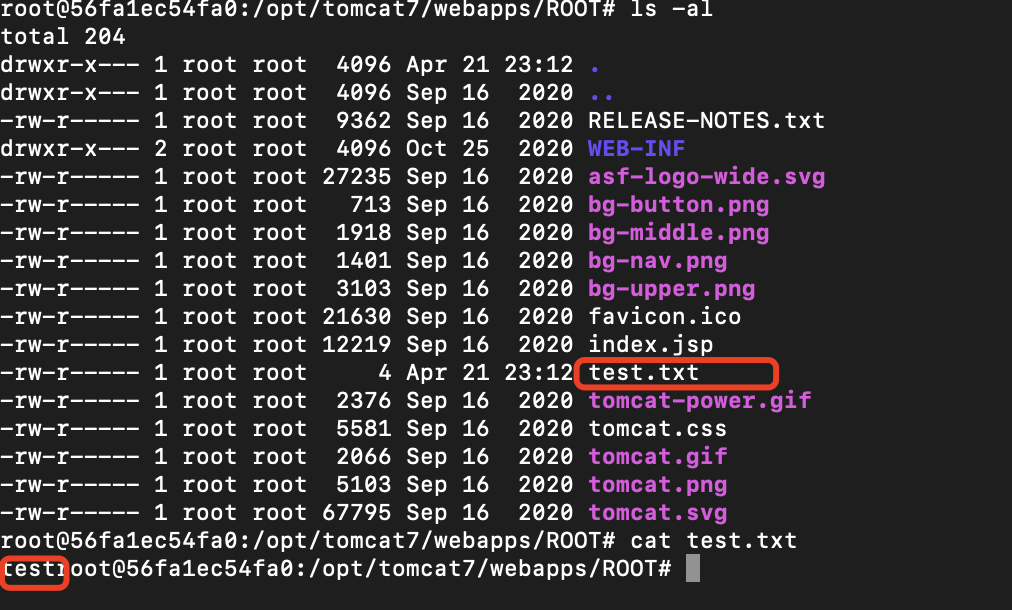 root@56fa1ec54fa0:/opt/tomcat7/webapps/ROOT# ls -al
total 204
drwxr-x--- 1 root root  4096 Apr 21 23:12 .
drwxr-x--- 1 root root  4096 Sep 16  2020 ..
-rw-r----- 1 root root  9362 Sep 16  2020 RELEASE-NOTES.txt
drwxr-x--- 2 root root  4096 Oct 25  2020 WEB-INF
-rw-r----- 1 root root 27235 Sep 16  2020 asf-logo-wide.svg
-rw-r----- 1 root root   713 Sep 16  2020 bg-button.png
-rw-r----- 1 root root  1918 Sep 16  2020 bg-middle.png
-rw-r----- 1 root root  1401 Sep 16  2020 bg-nav.png
-rw-r----- 1 root root  3103 Sep 16  2020 bg-upper.png
-rw-r----- 1 root root 21630 Sep 16  2020 favicon.ico
-rw-r----- 1 root root 12219 Sep 16  2020 index.jsp
-rw-r----- 1 root root     4 Apr 21 23:12 test.txt
-rw-r----- 1 root root  2376 Sep 16  2020 tomcat-power.gif
-rw-r----- 1 root root  5581 Sep 16  2020 tomcat.css
-rw-r----- 1 root root  2066 Sep 16  2020 tomcat.gif
-rw-r----- 1 root root  5103 Sep 16  2020 tomcat.png
-rw-r----- 1 root root 67795 Sep 16  2020 tomcat.svg
root@56fa1ec54fa0:/opt/tomcat7/webapps/ROOT# cat test.txt
testroot@56fa1ec54fa0:/opt/tomcat7/webapps/ROOT#